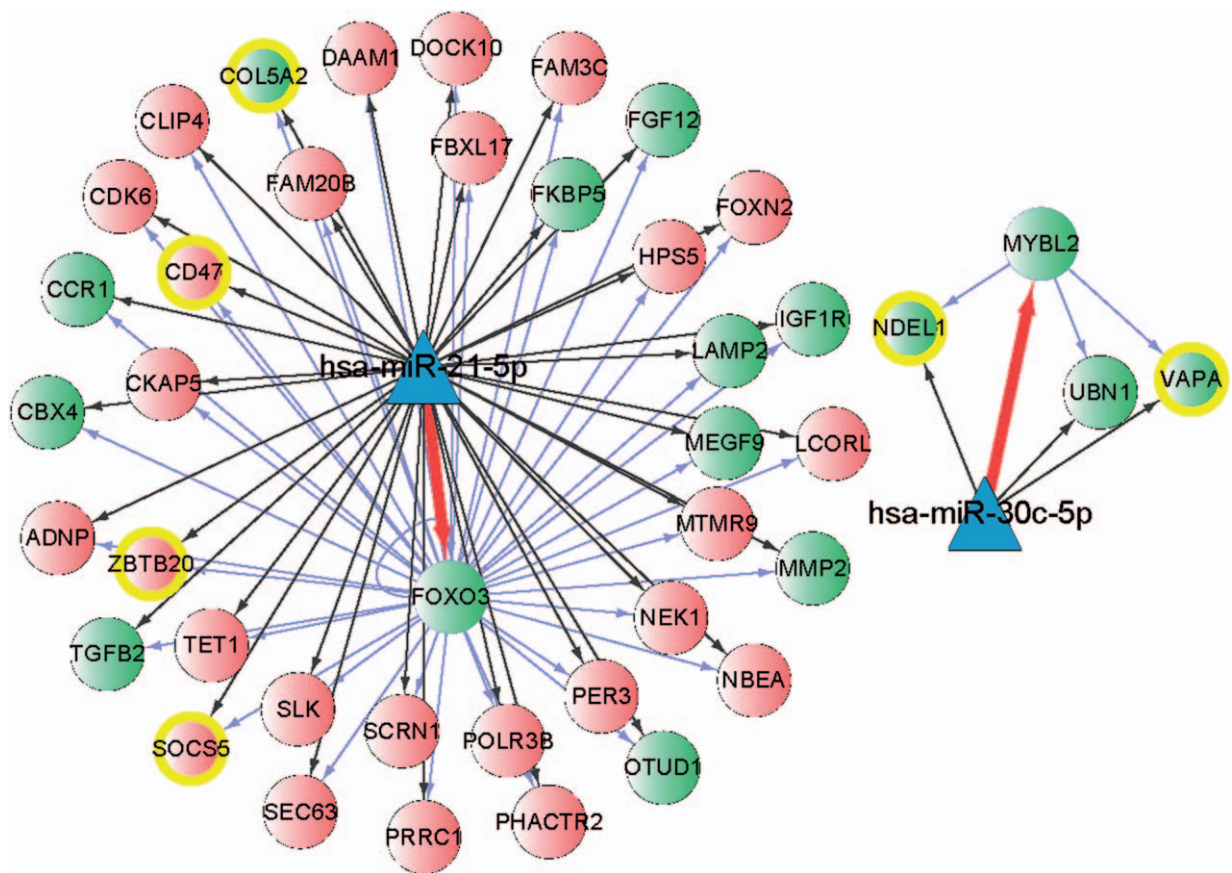 DOCK10
DAAM1
FAM3C
COL5A2
CLIP4
FGF12
FBXL17
FAM20B
CDK6
FKBP5
FOXN2
MYBL2
HPS5
CD47
CCR1
IGF1R
NDEL1
LAMP2
hsa-miR-21-5p
VAPA
CKAP5
UBN1
CBX4
MEGF9
LCORL
hsa-miR-30c-5p
MTMR9
ADNP
ZBTB20
MMP2
FOXO3
NEK1
TGFB2
TET1
NBEA
PER3
SLK
SCRN1
POLR3B
SOCS5
OTUD1
SEC63
PRRC1
PHACTR2